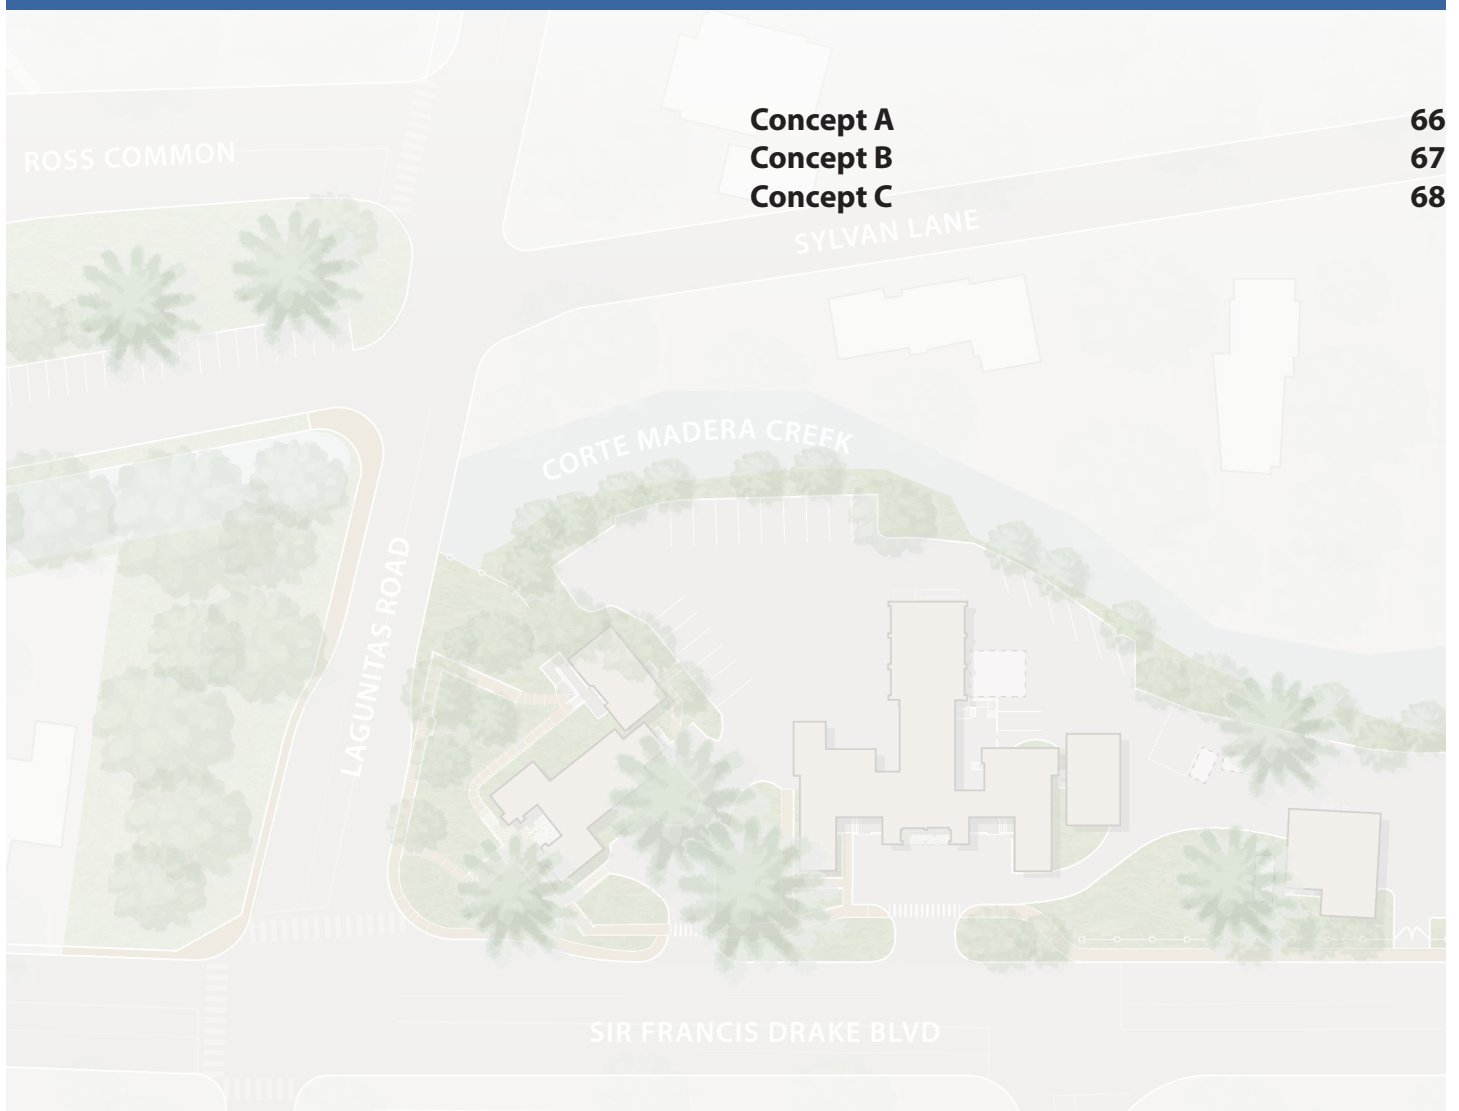 Concept A 66
Concept B 67
Concept C 68
ROSS COMMON
SYLVAN LANE
CORTE MADERA CREEK
LAGUNITAS ROAD
SIR FRANCIS DRAKE BLVD